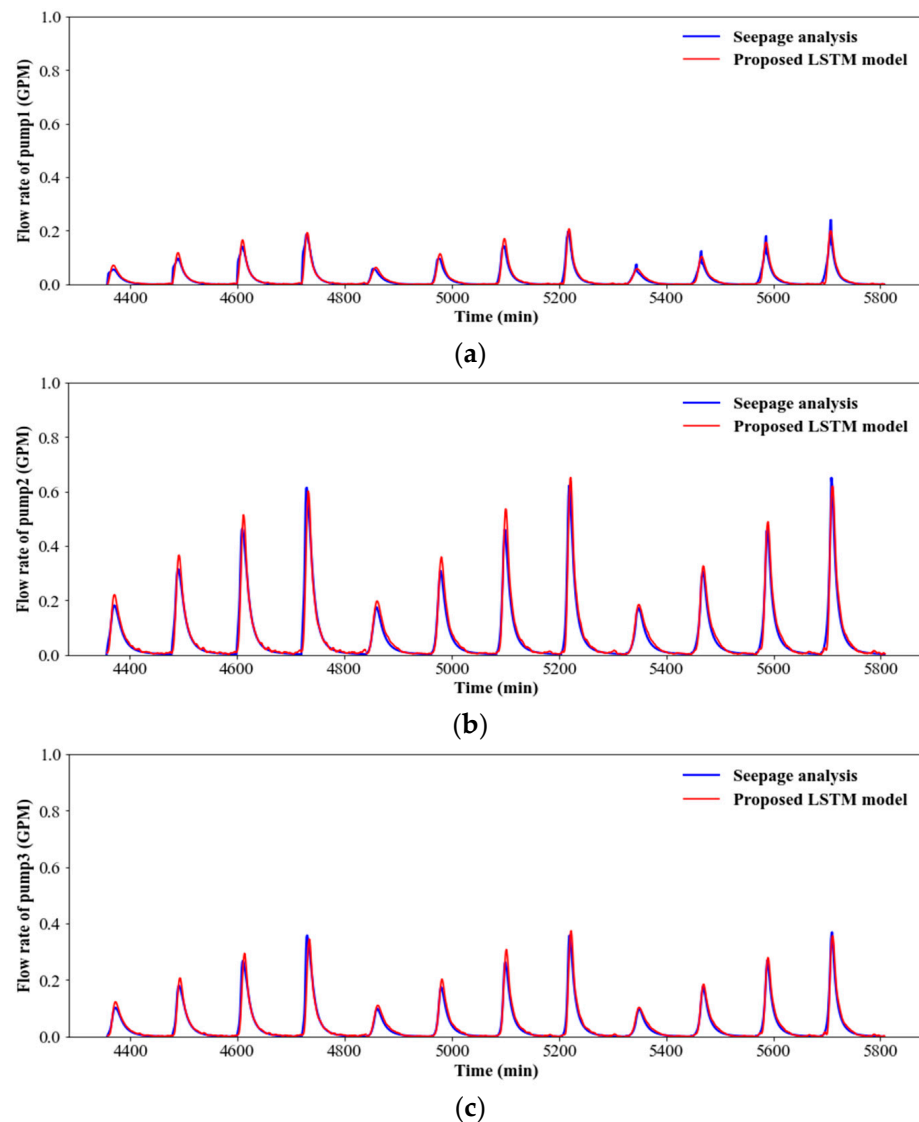 1.0
0.8
0.6
0.4
0.2
0.0
Flow rate of pump1 (GPM)
Seepage analysis
Proposed LSTM model
4400 4600 4800 5000 5200 5400 5600 5800
Time (min)
(a)
1.0
0.8
0.6
0.4
0.2
0.0
Flow rate of pump2 (GPM)
Seepage analysis
Proposed LSTM model
4400 4600 4800 5000 5200 5400 5600 5800
Time (min)
(b)
1.0
0.8
0.6
0.4
0.2
0.0
Flow rate of pump3 (GPM)
Seepage analysis
Proposed LSTM model
4400 4600 4800 5000 5200 5400 5600 5800
Time (min)
(c)